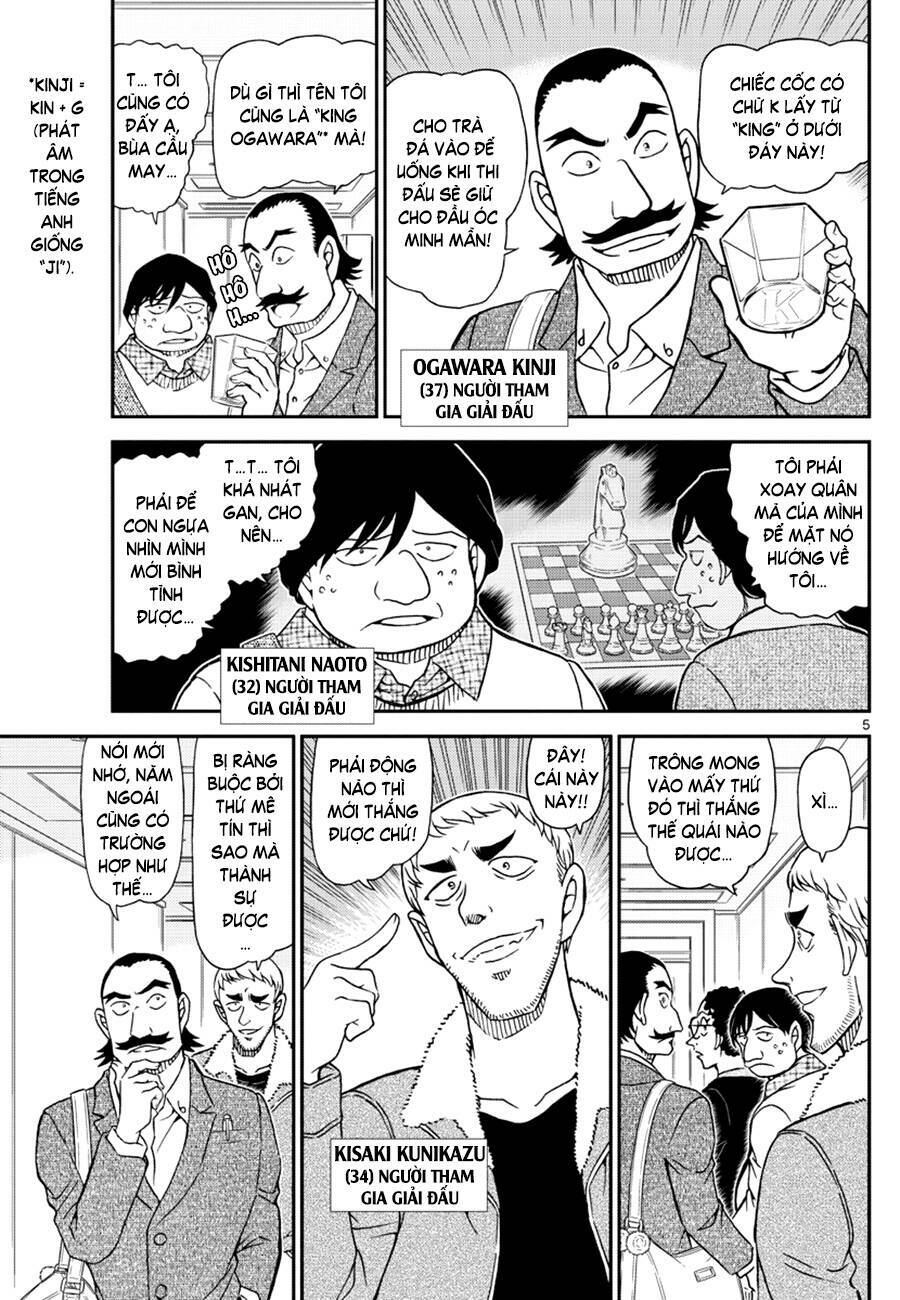 CHIẾC CỐC CÓ
CHỮ K LẤY TỪ
"KING" Ở DƯỚI
ĐÁY NÀY!
CHO TRÀ
ĐÁ VÀO ĐỂ
UỐNG KHI THI
ĐẤU SẼ GIỮ
CHO ĐẦU ÓC
MINH MẪN!
K
OGAWARA KINJI
(37) NGƯỜI THAM
GIA GIẢI ĐẤU
DÙ GÌ THÌ TÊN TÔI
CŨNG LÀ "KING
OGAWARA"* MÀ!
HÔ
HÔ
H...
T... TÔI
CŨNG CÓ
ĐẤY Ạ,
BÙA CẦU
MAY...
*KINJI =
KIN + G
(PHÁT
ÂM
TRONG
TIẾNG
ANH
GIỐNG
"JI").
TÔI PHẢI
XOAY QUÂN
MÃ CỦA MÌNH
ĐỂ MẶT NÓ
HƯỚNG VỀ
TÔI...
T...T... TÔI
KHÁ NHÁT
GAN, CHO
NÊN...
PHẢI ĐỂ
CON NGỰA
NHÌN MÌNH
MỚI BÌNH
TĨNH
ĐƯỢC...
KISHITANI NAOTO
(32) NGƯỜI THAM
GIA GIẢI ĐẤU
5
XÌ...
TRÔNG MONG
VÀO MẤY THỨ
ĐÓ THÌ THẮNG
THẾ QUÁI NÀO
ĐƯỢC...
ĐÂY!
CÁI NÀY
NÀY!!
PHẢI ĐỘNG
NÃO THÌ
MỚI THẮNG
ĐƯỢC CHỨ!
KISAKI KUNIKAZU
(34) NGƯỜI THAM
GIA GIẢI ĐẤU
BỊ RÀNG
BUỘC BỞI
THỨ MÊ
TÍN THÌ
SAO MÀ
THÀNH
SỰ
ĐƯỢC
...
NÓI MỚI
NHỚ, NĂM
NGOÁI
CŨNG CÓ
TRƯỜNG
HỢP NHƯ
THẾ...